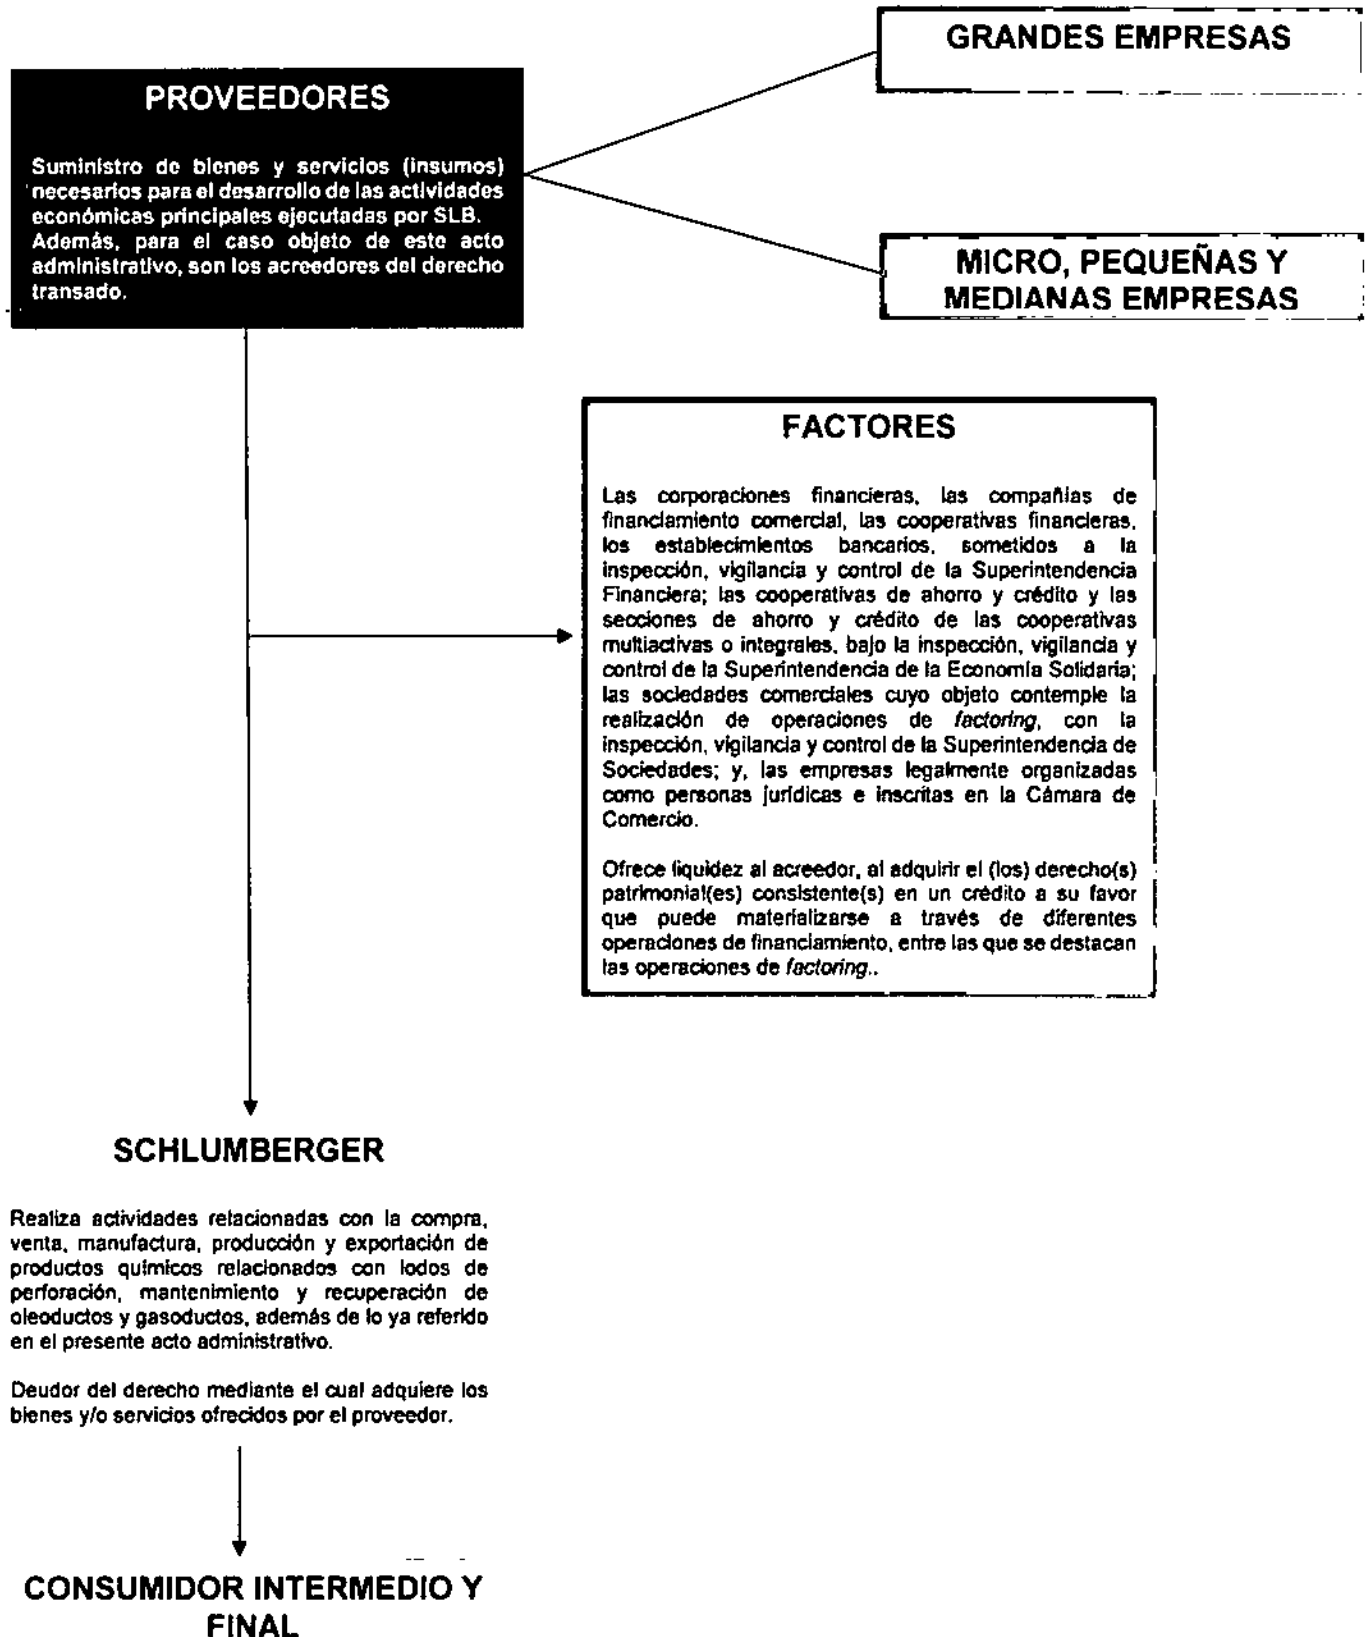 GRANDES EMPRESAS
PROVEEDORES
Suministro de bienes y servicios (insumos)
necesarios para el desarrollo de las actividades
económicas principales ejecutadas por SLB.
Además, para el caso objeto de este acto
administrativo, son los acreedores del derecho
transado.
MICRO, PEQUEÑAS Y
MEDIANAS EMPRESAS
FACTORES
Las corporaciones financieras, las compañías de
financiamiento comercial, las cooperativas financieras,
los establecimientos bancarios, sometidos a la
inspección, vigilancia y control de la Superintendencia
Financiera; las cooperativas de ahorro y crédito y las
secciones de ahorro y crédito de las cooperativas
multiactivas o integrales, bajo la inspección, vigilancia y
control de la Superintendencia de la Economía Solidaria;
las sociedades comerciales cuyo objeto contemple la
realización de operaciones de factoring, con la
inspección, vigilancia y control de la Superintendencia de
Sociedades; y, las empresas legalmente organizadas
como personas jurídicas e inscritas en la Cámara de
Comercio.
Ofrece liquidez al acreedor, al adquirir el (los) derecho(s)
patrimonial(es) consistente(s) en un crédito a su favor
que puede materializarse a través de diferentes
operaciones de financiamiento, entre las que se destacan
las operaciones de factoring..
SCHLUMBERGER
Realiza actividades relacionadas con la compra,
venta, manufactura, producción y exportación de
productos químicos relacionados con lodos de
perforación, mantenimiento y recuperación de
oleoductos y gasoductos, además de lo ya referido
en el presente acto administrativo.
Deudor del derecho mediante el cual adquiere los
bienes y/o servicios ofrecidos por el proveedor.
CONSUMIDOR INTERMEDIO Y
FINAL